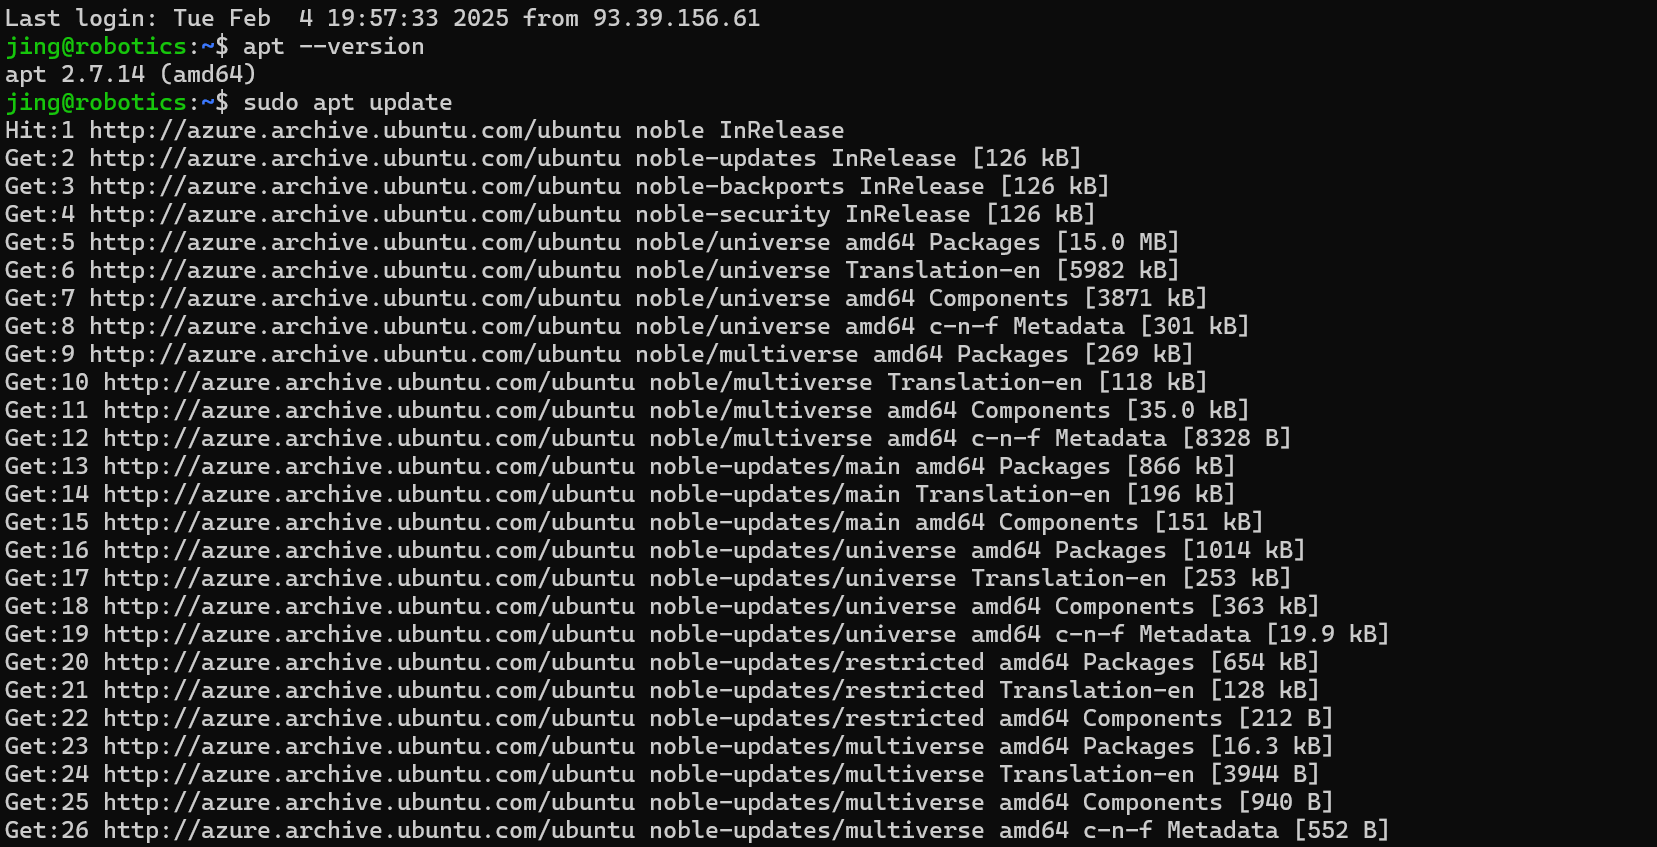 Last login: Tue Feb  4 19:57:33 2025 from 93.39.156.61
jing@robotics:~$ apt --version
apt 2.7.14 (amd64)
jing@robotics:~$ sudo apt update
Hit:1 http://azure.archive.ubuntu.com/ubuntu noble InRelease
Get:2 http://azure.archive.ubuntu.com/ubuntu noble-updates InRelease [126 kB]
Get:3 http://azure.archive.ubuntu.com/ubuntu noble-backports InRelease [126 kB]
Get:4 http://azure.archive.ubuntu.com/ubuntu noble-security InRelease [126 kB]
Get:5 http://azure.archive.ubuntu.com/ubuntu noble/universe amd64 Packages [15.0 MB]
Get:6 http://azure.archive.ubuntu.com/ubuntu noble/universe Translation-en [5982 kB]
Get:7 http://azure.archive.ubuntu.com/ubuntu noble/universe amd64 Components [3871 kB]
Get:8 http://azure.archive.ubuntu.com/ubuntu noble/universe amd64 c-n-f Metadata [301 kB]
Get:9 http://azure.archive.ubuntu.com/ubuntu noble/multiverse amd64 Packages [269 kB]
Get:10 http://azure.archive.ubuntu.com/ubuntu noble/multiverse Translation-en [118 kB]
Get:11 http://azure.archive.ubuntu.com/ubuntu noble/multiverse amd64 Components [35.0 kB]
Get:12 http://azure.archive.ubuntu.com/ubuntu noble/multiverse amd64 c-n-f Metadata [8328 B]
Get:13 http://azure.archive.ubuntu.com/ubuntu noble-updates/main amd64 Packages [866 kB]
Get:14 http://azure.archive.ubuntu.com/ubuntu noble-updates/main Translation-en [196 kB]
Get:15 http://azure.archive.ubuntu.com/ubuntu noble-updates/main amd64 Components [151 kB]
Get:16 http://azure.archive.ubuntu.com/ubuntu noble-updates/universe amd64 Packages [1014 kB]
Get:17 http://azure.archive.ubuntu.com/ubuntu noble-updates/universe Translation-en [253 kB]
Get:18 http://azure.archive.ubuntu.com/ubuntu noble-updates/universe amd64 Components [363 kB]
Get:19 http://azure.archive.ubuntu.com/ubuntu noble-updates/universe amd64 c-n-f Metadata [19.9 kB]
Get:20 http://azure.archive.ubuntu.com/ubuntu noble-updates/restricted amd64 Packages [654 kB]
Get:21 http://azure.archive.ubuntu.com/ubuntu noble-updates/restricted Translation-en [128 kB]
Get:22 http://azure.archive.ubuntu.com/ubuntu noble-updates/restricted amd64 Components [212 B]
Get:23 http://azure.archive.ubuntu.com/ubuntu noble-updates/multiverse amd64 Packages [16.3 kB]
Get:24 http://azure.archive.ubuntu.com/ubuntu noble-updates/multiverse Translation-en [3944 B]
Get:25 http://azure.archive.ubuntu.com/ubuntu noble-updates/multiverse amd64 Components [940 B]
Get:26 http://azure.archive.ubuntu.com/ubuntu noble-updates/multiverse amd64 c-n-f Metadata [552 B]